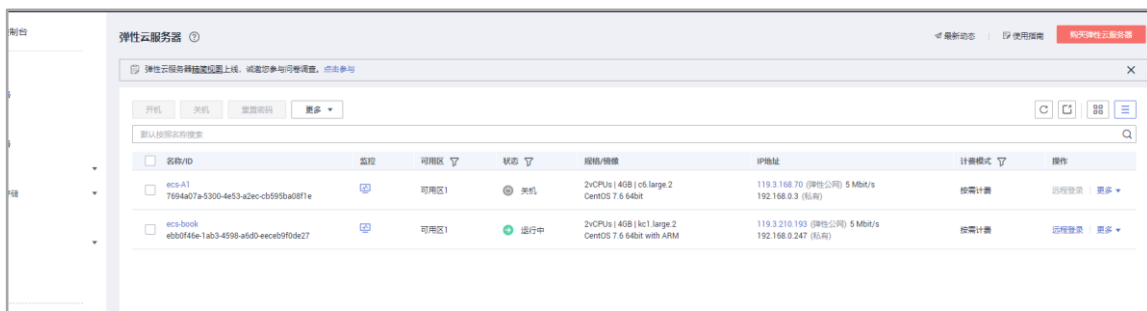 制台
弹性云服务器
最新动态
使用指南
购买弹性云服务器
弹性云服务器拓扑视图上线，诚邀您参与问卷调查。点击参与
开机
关机
重置密码
更多
默认按照名称搜索
名称/ID
监控
可用区
状态
规格/镜像
IP地址
计费模式
操作
ecs-A1
7694a07a-5300-4e53-a2ec-cb595ba08f1e
可用区1
关机
2vCPUs | 4GB | c6.large.2
CentOS 7.6 64bit
119.3.168.70 (弹性公网) 5 Mbit/s
192.168.0.3 (私有)
按需计费
远程登录
更多
ecs-book
ebb0f46e-1ab3-4598-a6d0-eeceb9f0de27
可用区1
运行中
2vCPUs | 4GB | kc1.large.2
CentOS 7.6 64bit with ARM
119.3.210.193 (弹性公网) 5 Mbit/s
192.168.0.247 (私有)
按需计费
远程登录
更多